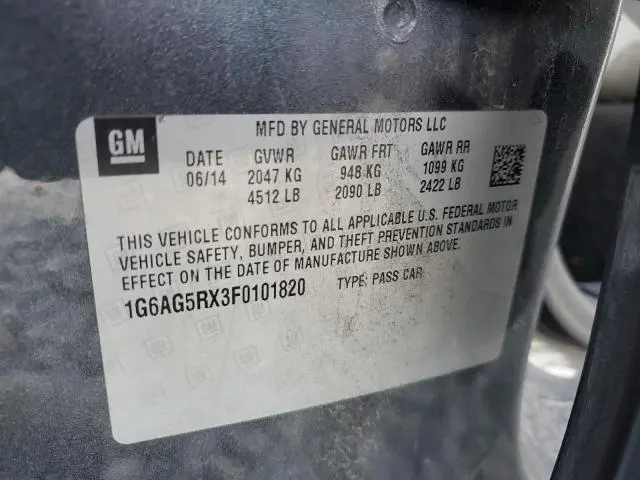 GM
MFD BY GENERAL MOTORS LLC
DATE GVWR GAWR FRT GAWR RR
06/14 2047 KG 948 KG 1099 KG
4512 LB 2090 LB 2422 LB
THIS VEHICLE CONFORMS TO ALL APPLICABLE U.S. FEDERAL MOTOR
VEHICLE SAFETY, BUMPER, AND THEFT PREVENTION STANDARDS IN
EFFECT ON THE DATE OF MANUFACTURE SHOWN ABOVE.
1G6AG5RX3F0101820 TYPE: PASS CAR